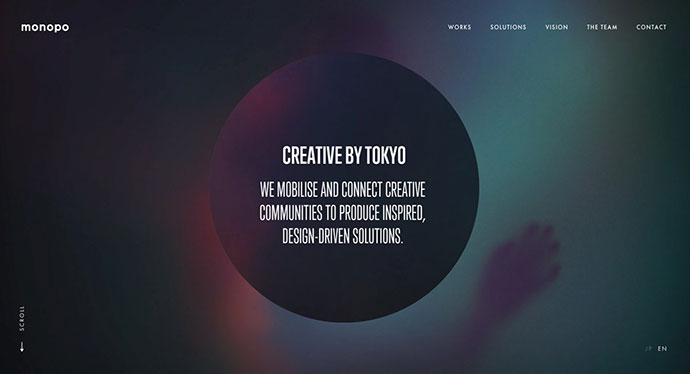 monopo
WORKS SOLUTIONS VISION THE TEAM CONTACT
CREATIVE BY TOKYO
WE MOBILISE AND CONNECT CREATIVE
COMMUNITIES TO PRODUCE INSPIRED,
DESIGN-DRIVEN SOLUTIONS.
SCROLL
JP EN